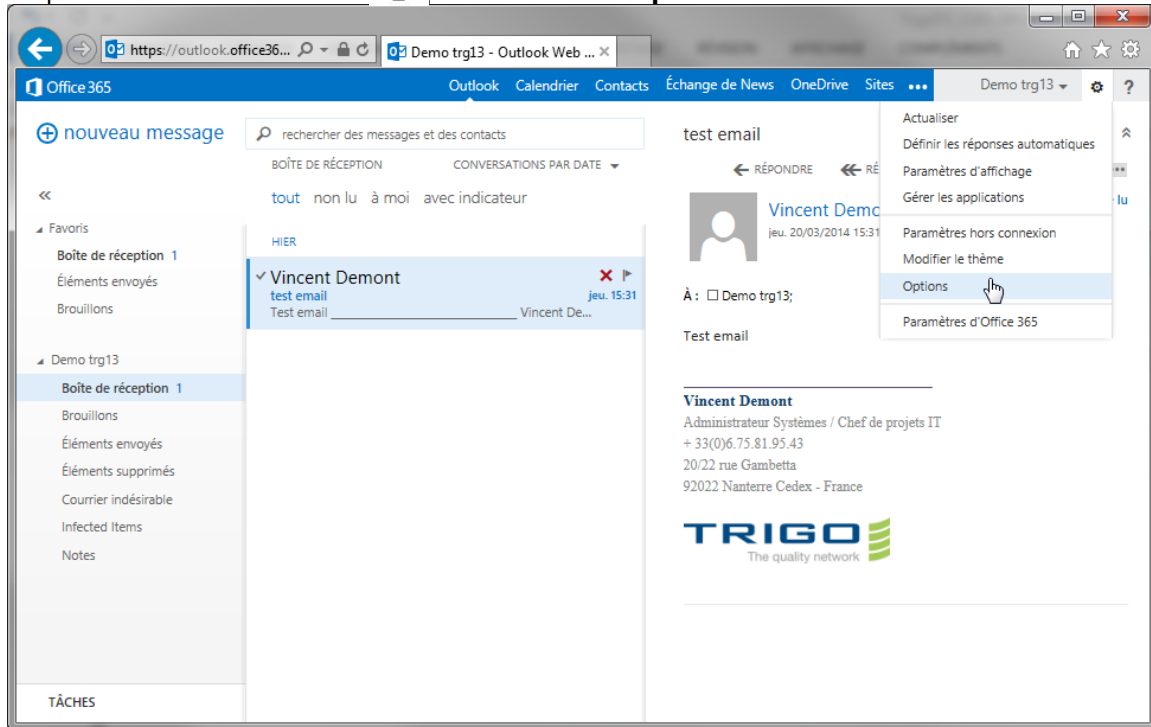 https://outlook.office36...
Demo trg13 - Outlook Web ...
Office 365
Outlook Calendrier Contacts Échange de News OneDrive Sites ••• Demo trg13 ?
nouveau message
rechercher des messages et des contacts
BOÎTE DE RÉCEPTION CONVERSATIONS PAR DATE
tout non lu à moi avec indicateur
«
Favoris
Boîte de réception 1
Éléments envoyés
Brouillons
Demo trg13
Boîte de réception 1
Brouillons
Éléments envoyés
Éléments supprimés
Courrier indésirable
Infected Items
Notes
TÂCHES
HIER
Vincent Demont
test email jeu. 15:31
Test email ________________________ Vincent De...
test email
RÉPONDRE RÉ
Vincent Demo
jeu. 20/03/2014 15:31
lu
À : Demo trg13;
Test email
Vincent Demont
Administrateur Systèmes / Chef de projets IT
+ 33(0)6.75.81.95.43
20/22 rue Gambetta
92022 Nanterre Cedex - France
TRIGO
The quality network
Actualiser
Définir les réponses automatiques
Paramètres d'affichage
Gérer les applications
Paramètres hors connexion
Modifier le thème
Options
Paramètres d'Office 365